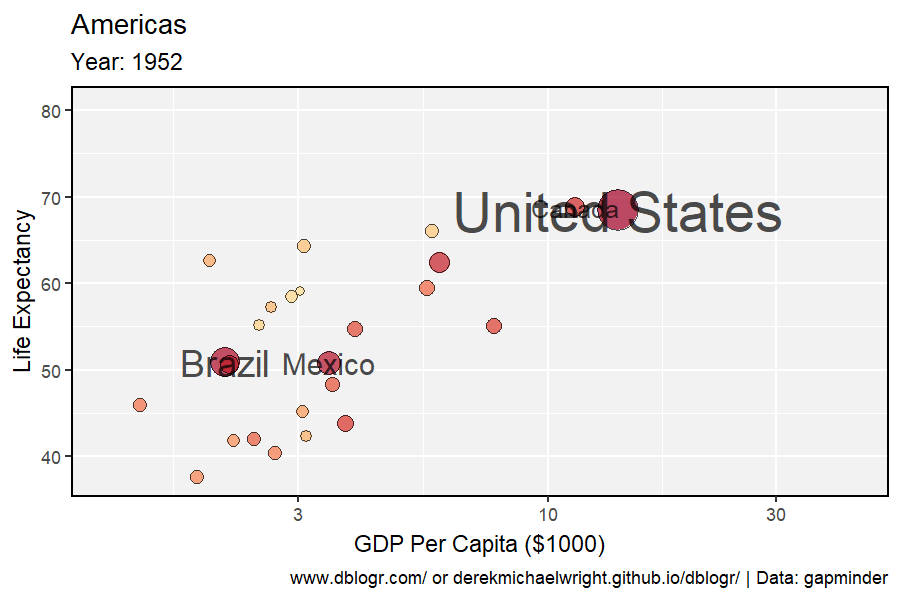 Americas
Year: 1952
80
70
60
50
40
Life Expectancy
United States
Canada
Brazil
Mexico
3
10
30
GDP Per Capita ($1000)
www.dblogr.com/ or derekmichaelwright.github.io/dblogr/ | Data: gapminder